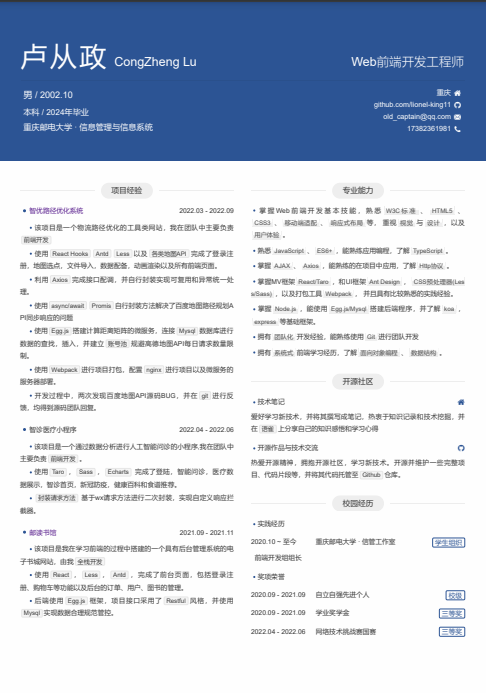 卢从政 CongZheng Lu
Web前端开发工程师
男 / 2002.10
本科 / 2024年毕业
重庆邮电大学 · 信息管理与信息系统
重庆
github.com/lionel-king11
old_captain@qq.com
17382361981
项目经验
• 智优路径优化系统 2022.03 - 2022.09
• 该项目是一个物流路径优化的工具类网站，我在团队中主要负责
前端开发
• 使用 React Hooks Antd Less 以及 各类地图API 完成了登录注
册、地图选点，文件导入，数据配备，动画渲染以及所有前端页面。
• 利用 Axios 完成接口配调，并自行封装实现可复用和异常统一处
理。
• 使用 async/await Promis 自行封装方法解决了百度地图路径规划A
PI同步响应的问题
• 使用 Egg.js 搭建计算距离矩阵的微服务，连接 Mysql 数据库进行
数据的查找，插入，并建立 账号池 规避高德地图API每日请求数量限
制。
• 使用 Webpack 进行项目打包，配置 nginx 进行项目以及微服务的
服务器部署。
• 开发过程中，两次发现百度地图API源码BUG，并在 git 进行反
馈，均得到源码团队回复。
• 智诊医疗小程序 2022.04 - 2022.06
• 该项目是一个通过数据分析进行人工智能问诊的小程序,我在团队中
主要负责 前端开发 。
• 使用 Taro ， Sass ， Echarts 完成了登陆，智能问诊，医疗数
据展示，智诊首页，新冠防疫，健康百科和食谱推荐。
• 封装请求方法 基于wx请求方法进行二次封装，实现自定义响应拦
截器。
• 邮读书馆 2021.09 - 2021.11
• 该项目是我在学习前端的过程中搭建的一个具有后台管理系统的电
子书城网站，由我 全栈开发
• 使用 React ， Less ， Antd ，完成了前台页面，包括登录注
册、购物车等功能以及后台的订单、用户、图书的管理。
• 后端使用 Egg.js 框架，项目接口采用了 Restful 风格，并使用
Mysql 实现数据合理规范管控。
专业能力
• 掌握Web前端开发基本技能，熟悉 W3C标准 ， HTML5 ，
CSS3 ， 移动端适配 ， 响应式布局 等，重视 视觉 与 设计 ，以及
用户体验 。
• 熟悉 JavaScript ， ES6+ ，能熟练应用编程，了解 TypeScript 。
• 掌握 AJAX ， Axios ，能熟练的在项目中应用，了解 Http协议 。
• 掌握MV框架 React/Taro ，和UI框架 Ant Design ， CSS预处理器(Les
s/Sass) ，以及打包工具 Webpack ，并且具有比较熟悉的实践经验。
• 掌握 Node.js ，能使用 Egg.js/Mysql 搭建后端程序，并了解 koa ，
express 等基础框架。
• 拥有 团队化 开发经验，能熟练使用 Git 进行团队开发
• 拥有 系统式 前端学习经历，了解 面向对象编程 、 数据结构 。
开源社区
• 技术笔记
爱好学习新技术，并将其撰写成笔记，热衷于知识记录和技术挖掘，并
在 语雀 上分享自己的知识感悟和学习心得
• 开源作品与技术交流
热爱开源精神，拥抱开源社区，学习新技术。开源并维护一些完整项
目、代码片段等，并将其代码托管至 Github 仓库。
校园经历
• 实践经历
2020.10 ~ 至今 重庆邮电大学 · 信管工作室 学生组织
前端开发组组长
• 奖项荣誉
2020.09 - 2021.09 自立自强先进个人 校级
2020.09 - 2021.09 学业奖学金 三等奖
2022.04 - 2022.06 网络技术挑战赛国赛 三等奖